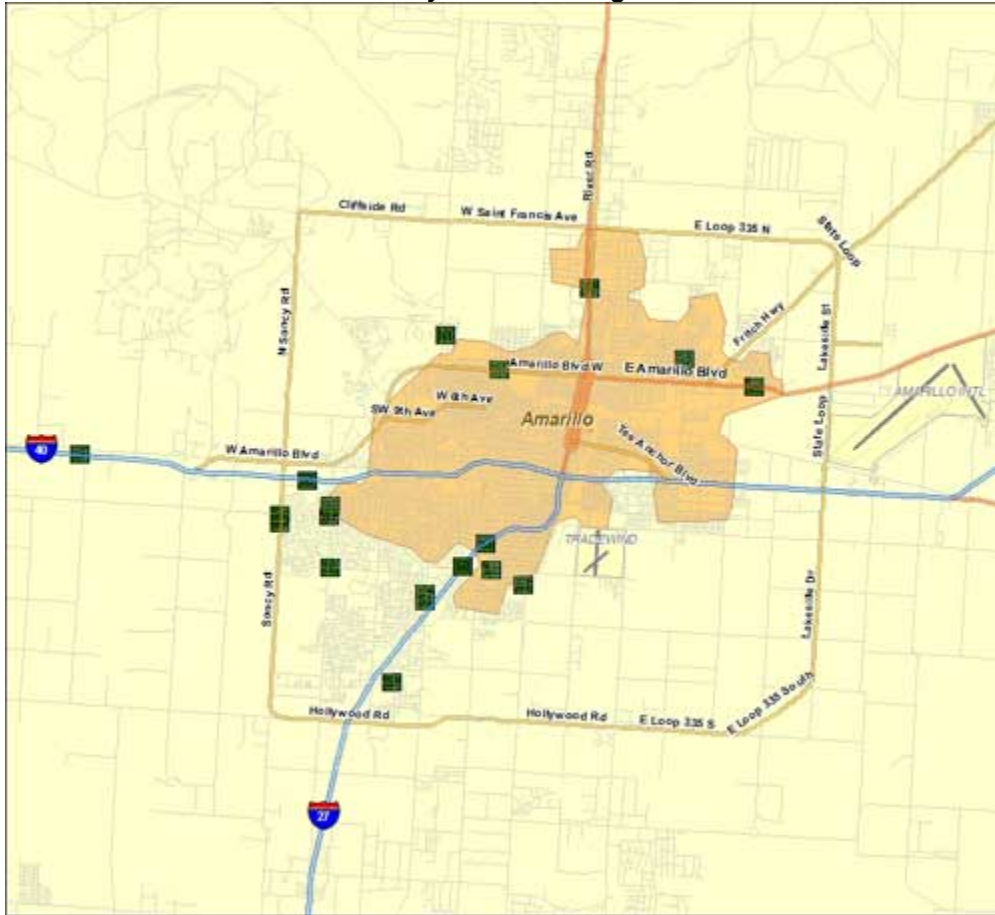 River Rd
Cliffside Rd
W Saint Francis Ave
E Loop 335 N
State Loop
N Soncy Rd
Fritch Hwy
Lakeside St
Amarillo Blvd W
E Amarillo Blvd
AMARILLO INTL
W 6th Ave
SW 9th Ave
Amarillo
Tee Anchor Blvd
State Loop
40
W Amarillo Blvd
TRADEWIND
Soncy Rd
Lakeside Dr
Hollywood Rd
Hollywood Rd
E Loop 335 S
E Loop 335 South
27